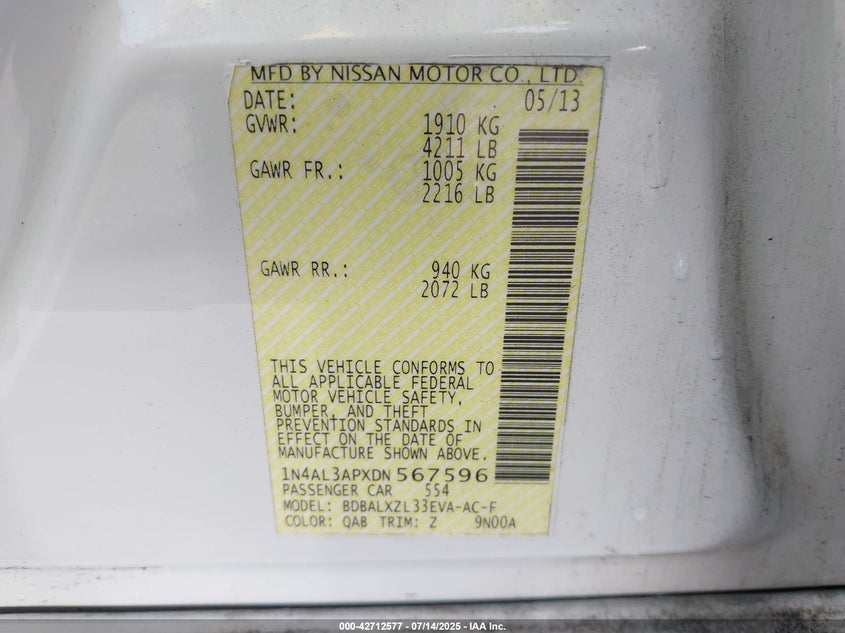 MFD BY NISSAN MOTOR CO., LTD.
DATE: 05/13
GVWR: 1910 KG
4211 LB
GAWR FR.: 1005 KG
2216 LB
GAWR RR.: 940 KG
2072 LB
THIS VEHICLE CONFORMS TO
ALL APPLICABLE FEDERAL
MOTOR VEHICLE SAFETY,
BUMPER, AND THEFT
PREVENTION STANDARDS IN
EFFECT ON THE DATE OF
MANUFACTURE SHOWN ABOVE.
1N4AL3APXDN567596
PASSENGER CAR 554
MODEL: BDBALXZL33EVA-AC-F
COLOR: QAB TRIM: Z 9N00A
000-42712577 - 07/14/2025 - IAA Inc.